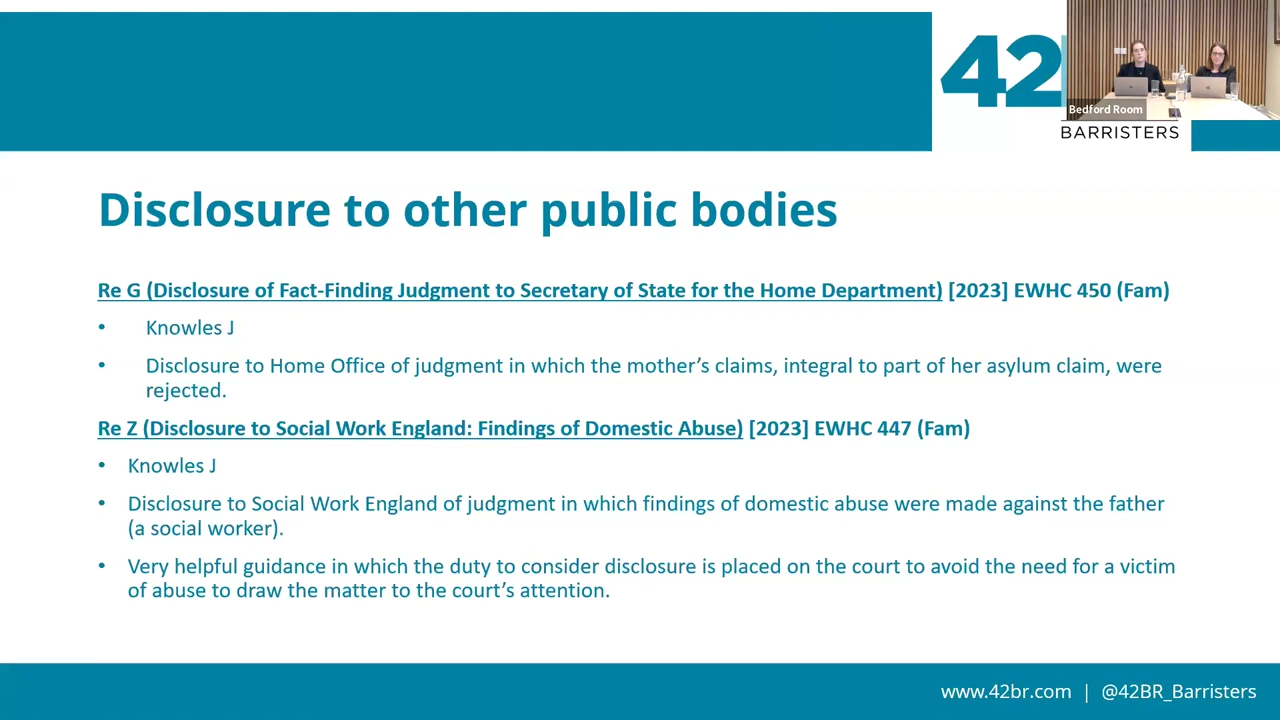 42
Bedford Room
BARRISTERS
Disclosure to other public bodies
Re G (Disclosure of Fact-Finding Judgment to Secretary of State for the Home Department) [2023] EWHC 450 (Fam)
• Knowles J
• Disclosure to Home Office of judgment in which the mother’s claims, integral to part of her asylum claim, were
rejected.
Re Z (Disclosure to Social Work England: Findings of Domestic Abuse) [2023] EWHC 447 (Fam)
• Knowles J
• Disclosure to Social Work England of judgment in which findings of domestic abuse were made against the father
(a social worker).
• Very helpful guidance in which the duty to consider disclosure is placed on the court to avoid the need for a victim
of abuse to draw the matter to the court’s attention.
www.42br.com | @42BR_Barristers